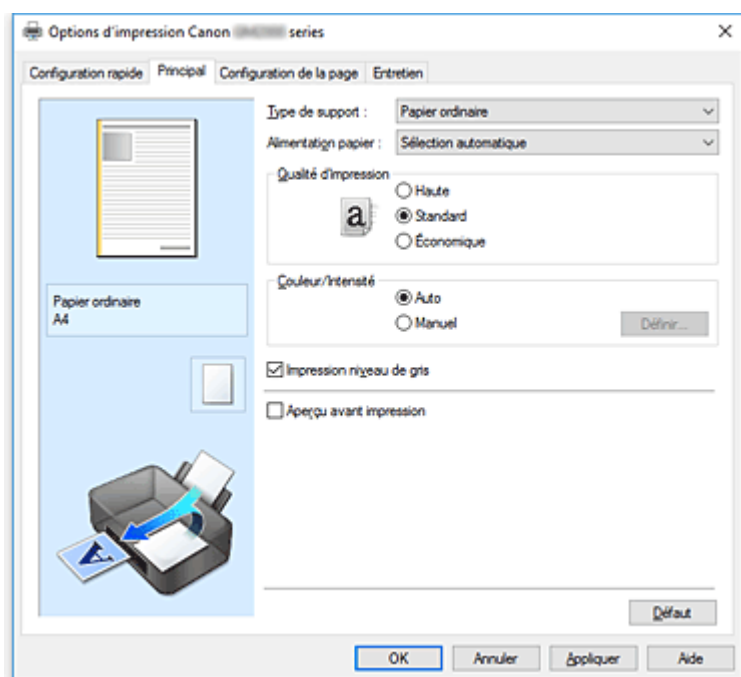 Options d'impression Canon series
Configuration rapide Principal Configuration de la page Entretien
Type de support : Papier ordinaire
Alimentation papier : Sélection automatique
Qualité d'impression
Haute
a Standard
Économique
Couleur/Intensité
Auto
Manuel Définir...
Papier ordinaire
A4
Impression niveau de gris
Aperçu avant impression
A
Défaut
OK Annuler Appliquer Aide